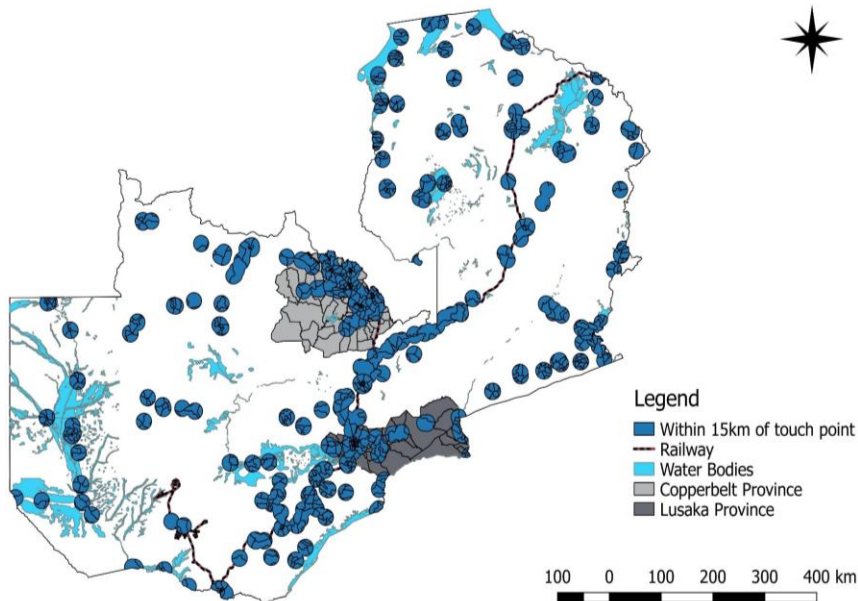 Legend
Within 15km of touch point
Railway
Water Bodies
Copperbelt Province
Lusaka Province
100 0 100 200 300 400 km